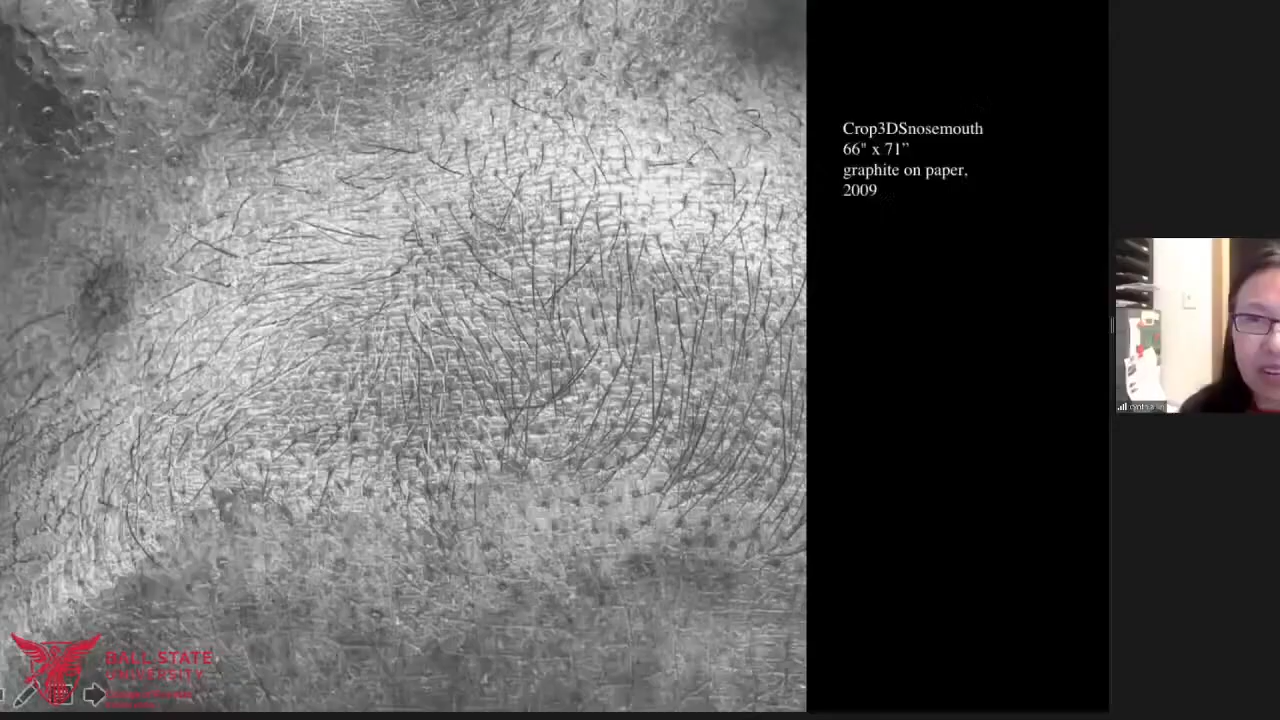 Crop3DSnosemouth
66" x 71”
graphite on paper,
2009
BALL STATE
UNIVERSITY